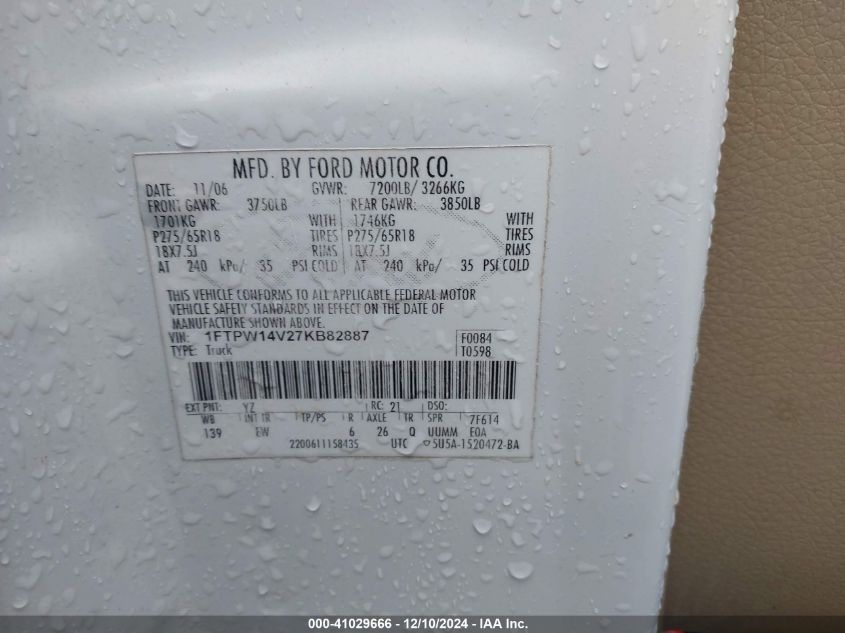 MFD. BY FORD MOTOR CO.
DATE: 11/06 GVWR: 7200LB/ 3266KG
FRONT GAWR: 3750LB REAR GAWR: 3850LB
1701KG WITH 1746KG WITH
P275/65R18 TIRES P275/65R18 TIRES
18X7.5J RIMS 18X7.5J RIMS
AT 240 kPa/ 35 PSI COLD AT 240 kPa/ 35 PSI COLD
THIS VEHICLE CONFORMS TO ALL APPLICABLE FEDERAL MOTOR
VEHICLE SAFETY STANDARDS IN EFFECT ON THE DATE OF
MANUFACTURE SHOWN ABOVE.
VIN: 1FTPW14V27KB82887 F0084
TYPE: Truck T0598
EXT PNT: YZ RC: 21 DSO:
WB INT TR TP/PS R AXLE TR SPR 7F614
139 EW 6 26 Q UUMM F0A
2200611158435 UTC ▽5U5A-1520472-BA
000-41029666 - 12/10/2024 - IAA Inc.